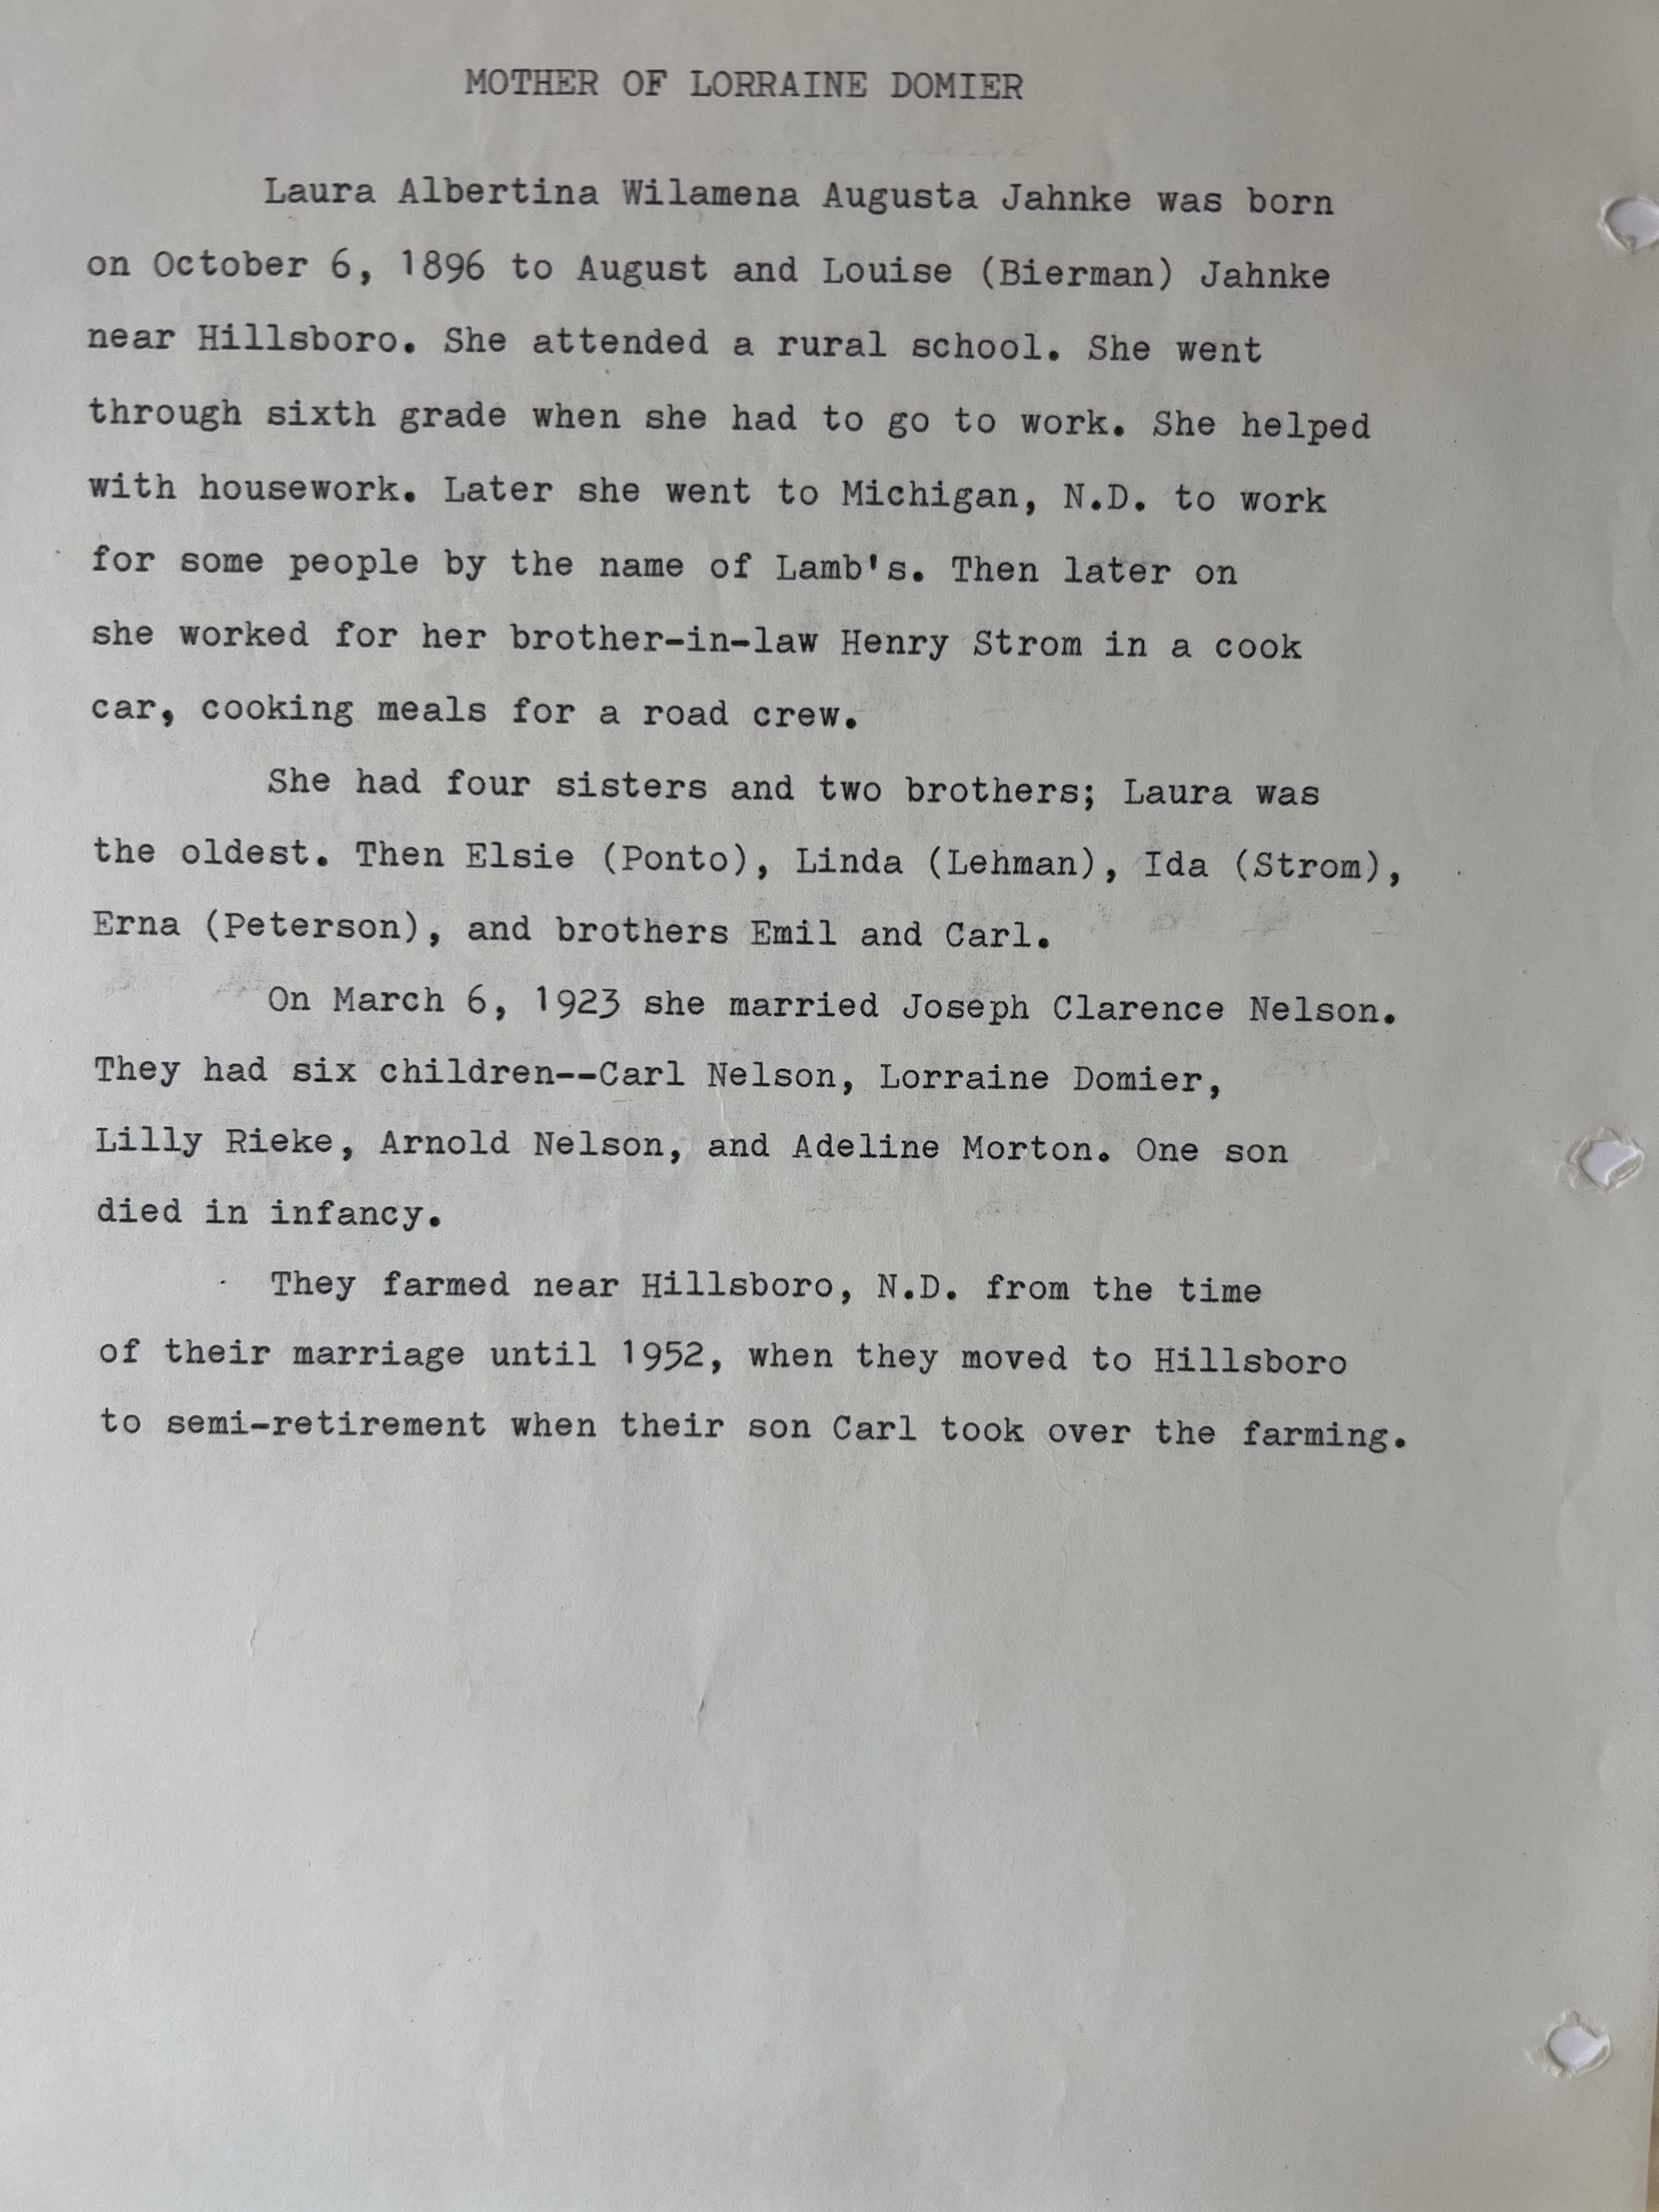 MOTHER OF LORRAINE DOMIER
Laura Albertina Wilamena Augusta Jahnke was born
on October 6, 1896 to August and Louise (Bierman) Jahnke
near Hillsboro. She attended a rural school. She went
through sixth grade when she had to go to work. She helped
with housework. Later she went to Michigan, N.D. to work
for some people by the name of Lamb's. Then later on
she worked for her brother-in-law Henry Strom in a cook
car, cooking meals for a road crew.
She had four sisters and two brothers; Laura was
the oldest. Then Elsie (Ponto), Linda (Lehman), Ida (Strom),
Erna (Peterson), and brothers Emil and Carl.
On March 6, 1923 she married Joseph Clarence Nelson.
They had six children--Carl Nelson, Lorraine Domier,
Lilly Rieke, Arnold Nelson, and Adeline Morton. One son
died in infancy.
They farmed near Hillsboro, N.D. from the time
of their marriage until 1952, when they moved to Hillsboro
to semi-retirement when their son Carl took over the farming.